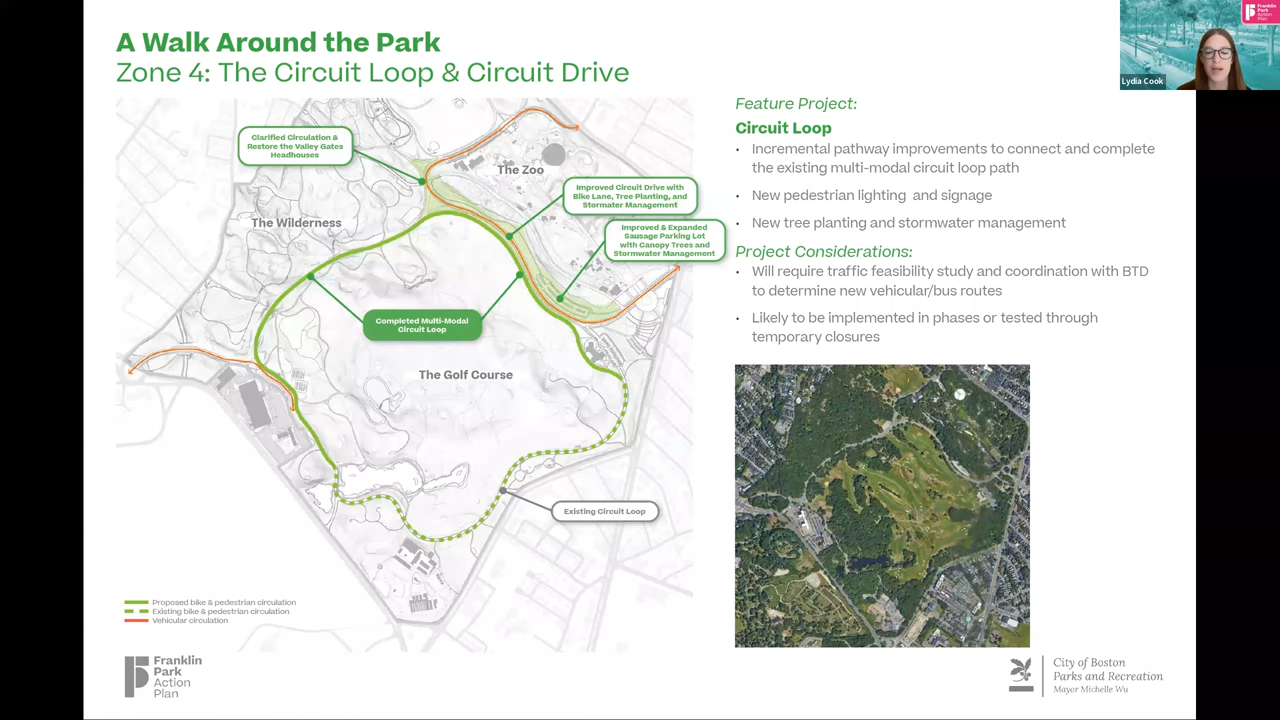 A Walk Around the Park
Zone 4: The Circuit Loop & Circuit Drive
Franklin
Park
Action
Plan
Lydia Cook
Clarified Circulation &
Restore the Valley Gates
Headhouses
The Zoo
Improved Circuit Drive with
Bike Lane, Tree Planting, and
Stormater Management
The Wilderness
Improved & Expanded
Sausage Parking Lot
with Canopy Trees and
Stormwater Management
Completed Multi-Modal
Circuit Loop
The Golf Course
Existing Circuit Loop
Proposed bike & pedestrian circulation
Existing bike & pedestrian circulation
Vehicular circulation
Feature Project:
Circuit Loop
• Incremental pathway improvements to connect and complete
the existing multi-modal circuit loop path
• New pedestrian lighting and signage
• New tree planting and stormwater management
Project Considerations:
• Will require traffic feasibility study and coordination with BTD
to determine new vehicular/bus routes
• Likely to be implemented in phases or tested through
temporary closures
Franklin
Park
Action
Plan
City of Boston
Parks and Recreation
Mayor Michelle Wu